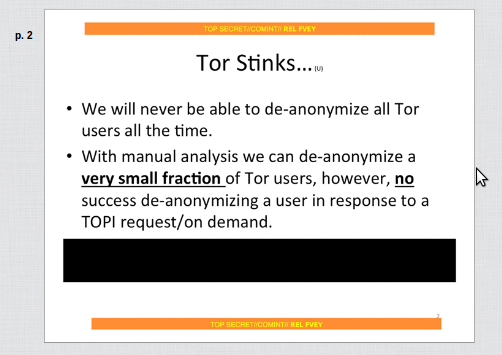 p. 2
TOP SECRET//COMINT// REL FVEY
Tor Stinks... (U)
• We will never be able to de-anonymize all Tor
users all the time.
• With manual analysis we can de-anonymize a
very small fraction of Tor users, however, no
success de-anonymizing a user in response to a
TOPI request/on demand.
2
TOP SECRET//COMINT// REL FVEY